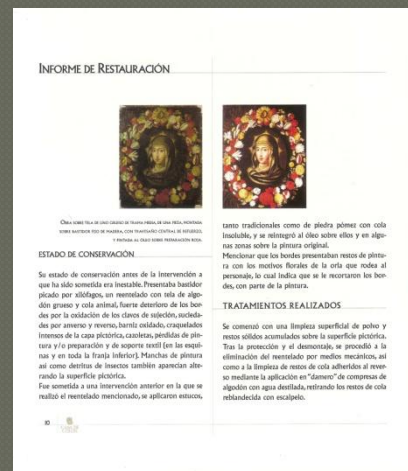 INFORME DE RESTAURACIÓN
OBRA SOBRE TELA DE LINO GRUESO DE TRAMA MEDIA, DE UNA PIEZA, MONTADA
SOBRE BASTIDOR FIJO DE MADERA, CON TRAVESAÑO CENTRAL DE REFUERZO,
Y PINTADA AL ÓLEO SOBRE PREPARACIÓN ROJA.
ESTADO DE CONSERVACIÓN
Su estado de conservación antes de la intervención a
que ha sido sometida era inestable. Presentaba bastidor
picado por xilófagos, un reentelado con tela de algo-
dón grueso y cola animal, fuerte deterioro de los bor-
des por la oxidación de los clavos de sujeción, sucieda-
des por anverso y reverso, barniz oxidado, craquelados
intensos de la capa pictórica, cazoletas, pérdidas de pin-
tura y/o preparación y de soporte textil (en las esqui-
nas y en toda la franja inferior). Manchas de pintura
así como detritus de insectos también aparecían alte-
rando la superficie pictórica.
Fue sometida a una intervención anterior en la que se
realizó el reentelado mencionado, se aplicaron estucos,
tanto tradicionales como de piedra pómez con cola
insoluble, y se reintegró al óleo sobre ellos y en algu-
nas zonas sobre la pintura original.
Mencionar que los bordes presentaban restos de pintu-
ra con los motivos florales de la orla que rodea al
personaje, lo cual indica que se le recortaron los bor-
des, con parte de la pintura.
TRATAMIENTOS REALIZADOS
Se comenzó con una limpieza superficial de polvo y
restos sólidos acumulados sobre la superficie pictórica.
Tras la protección y el desmontaje, se procedió a la
eliminación del reentelado por medios mecánicos, así
como a la limpieza de restos de cola adheridos al rever-
so mediante la aplicación en "damero" de compresas de
algodón con agua destilada, retirando los restos de cola
reblandecida con escalpelo.